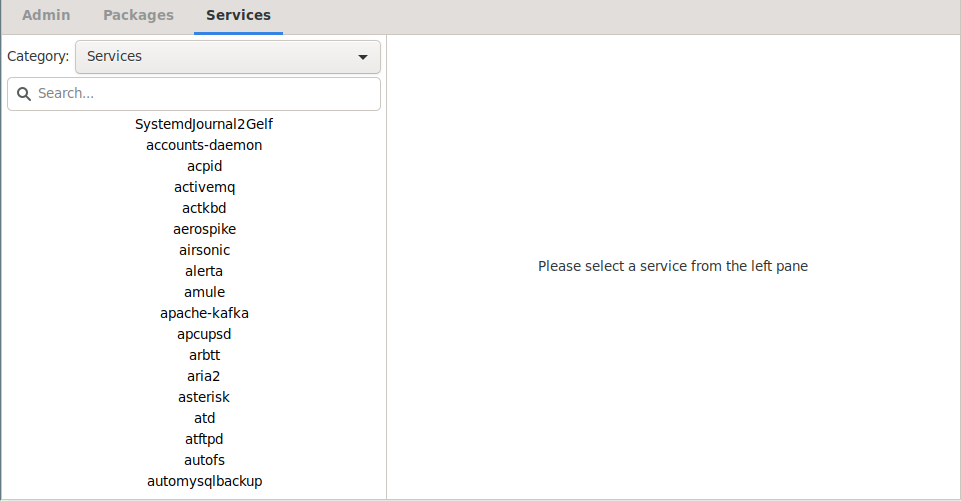 Admin Packages Services
Category: Services
Search...
SystemdJournal2Gelf
accounts-daemon
acpid
activemq
actkbd
aerospike
airsonic
alerta
amule
apache-kafka
apcupsd
arbtt
aria2
asterisk
atd
atftpd
autofs
automysqlbackup
Please select a service from the left pane